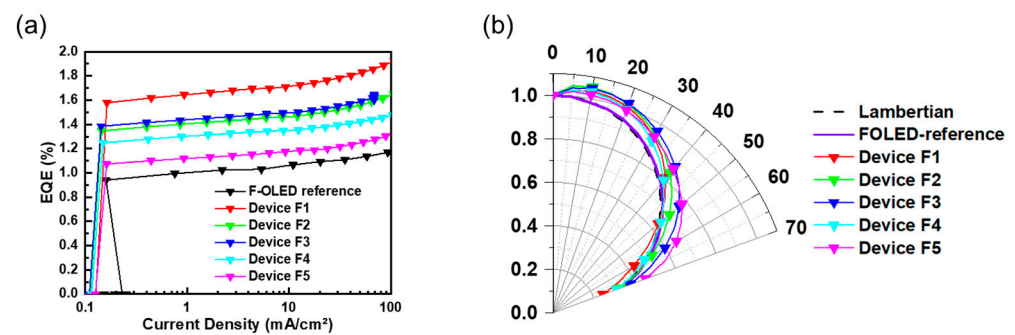 (a)
2.0
1.8
1.6
1.4
1.2
1.0
0.8
0.6
0.4
0.2
0.0
EQE (%)
F-OLED reference
Device F1
Device F2
Device F3
Device F4
Device F5
0.1
1
10
100
Current Density (mA/cm²)
(b)
0
10
20
30
40
50
60
70
1.0
0.8
0.6
0.4
0.2
0.0
Lambertian
FOLED-reference
Device F1
Device F2
Device F3
Device F4
Device F5